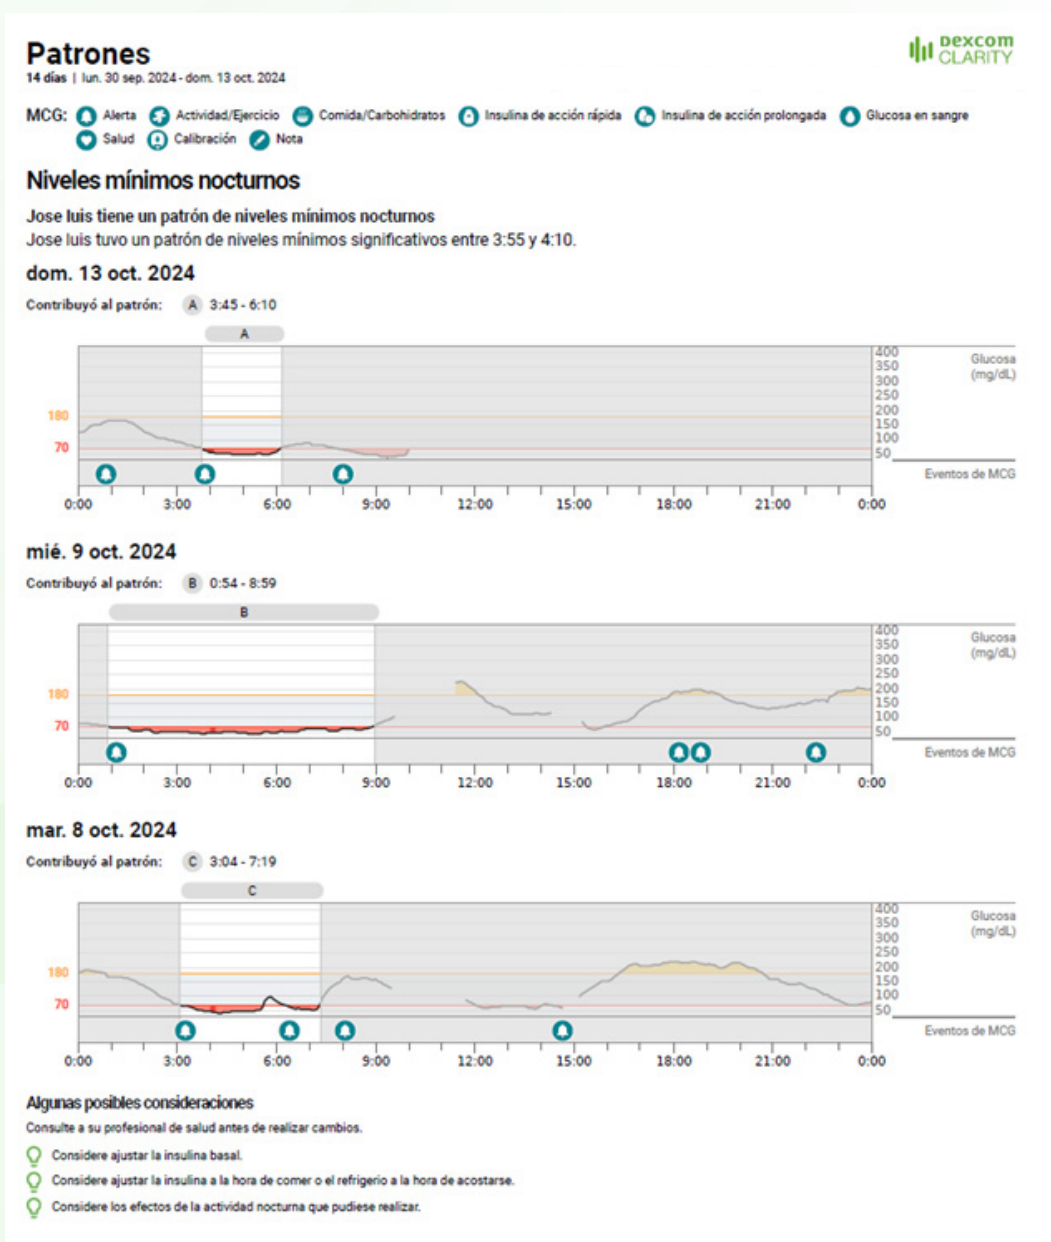 Patrones
Dexcom
CLARITY
14 días | lun. 30 sep. 2024 - dom. 13 oct. 2024
MCG: Alerta Actividad/Ejercicio Comida/Carbohidratos Insulina de acción rápida Insulina de acción prolongada Glucosa en sangre
Salud Calibración Nota
Niveles mínimos nocturnos
Jose luis tiene un patrón de niveles mínimos nocturnos
Jose luis tuvo un patrón de niveles mínimos significativos entre 3:55 y 4:10.
dom. 13 oct. 2024
Contribuyó al patrón: A 3:45 - 6:10
A
400
350
300
250
200
150
100
50
Glucosa
(mg/dL)
180
70
Eventos de MCG
0:00 3:00 6:00 9:00 12:00 15:00 18:00 21:00 0:00
mié. 9 oct. 2024
Contribuyó al patrón: B 0:54 - 8:59
B
400
350
300
250
200
150
100
50
Glucosa
(mg/dL)
180
70
Eventos de MCG
0:00 3:00 6:00 9:00 12:00 15:00 18:00 21:00 0:00
mar. 8 oct. 2024
Contribuyó al patrón: C 3:04 - 7:19
C
400
350
300
250
200
150
100
50
Glucosa
(mg/dL)
180
70
Eventos de MCG
0:00 3:00 6:00 9:00 12:00 15:00 18:00 21:00 0:00
Algunas posibles consideraciones
Consulte a su profesional de salud antes de realizar cambios.
Considere ajustar la insulina basal.
Considere ajustar la insulina a la hora de comer o el refrigerio a la hora de acostarse.
Considere los efectos de la actividad nocturna que pudiese realizar.